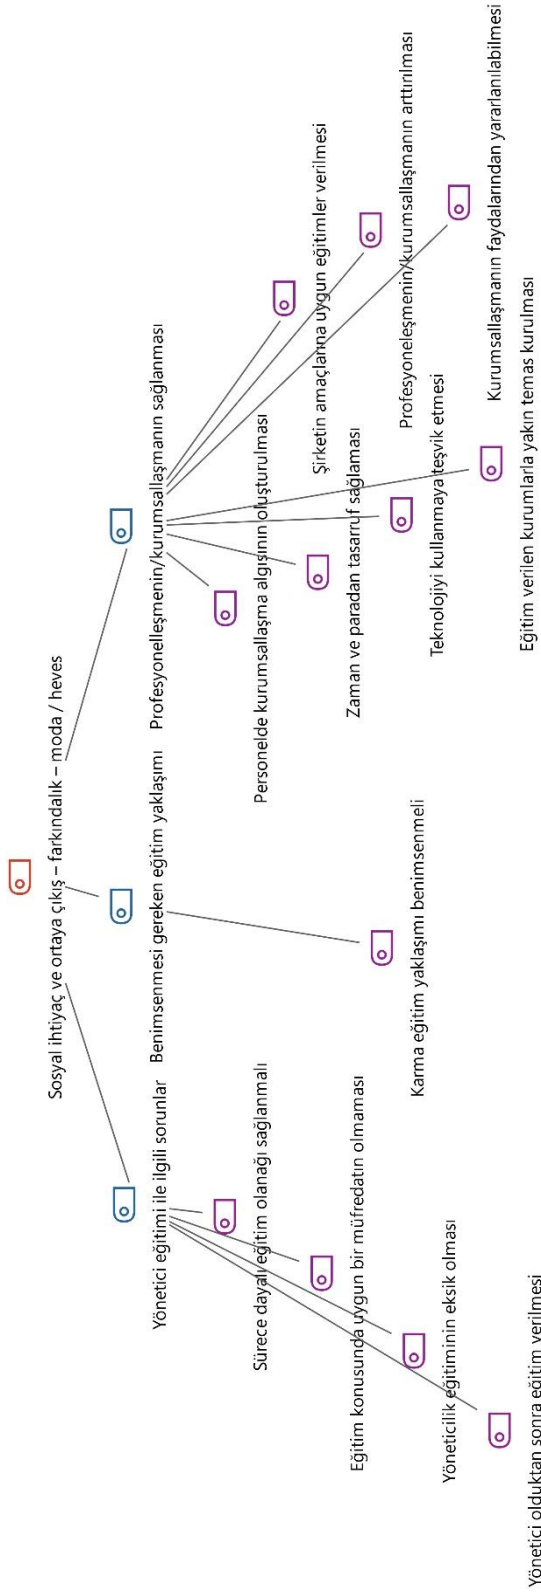 Sosyal ihtiyaç ve ortaya çıkış – farkındalık – moda / heves
Yönetici eğitimi ile ilgili sorunlar
Benimsenmesi gereken eğitim yaklaşımı
Profesyonelleşmenin/kurumsallaşmanın sağlanması
Sürece dayalı eğitim olanağı sağlanmalı
Eğitim konusunda uygun bir müfredatın olmaması
Yöneticilik eğitiminin eksik olması
Yönetici olduktan sonra eğitim verilmesi
Karma eğitim yaklaşımı benimsenmeli
Personelde kurumsallaşma algısının oluşturulması
Zaman ve paradan tasarruf sağlaması
Teknolojiyi kullanmaya teşvik etmesi
Eğitim verilen kurumlarla yakın temas kurulması
Şirketin amaçlarına uygun eğitimler verilmesi
Profesyoneleşmenin/kurumsallaşmanın arttırılması
Kurumsallaşmanın faydalarından yararlanılabilmesi